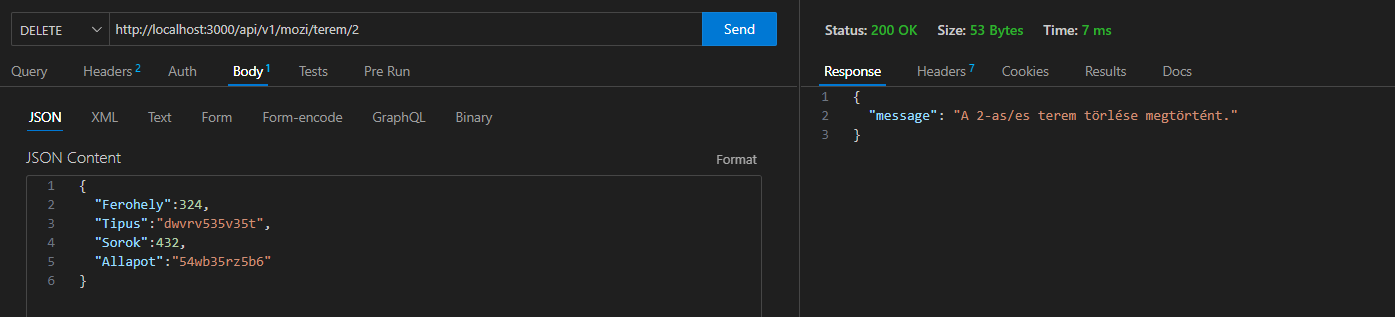 DELETE http://localhost:3000/api/v1/mozi/terem/2 Send
Query Headers 2 Auth Body 1 Tests Pre Run
JSON XML Text Form Form-encode GraphQL Binary
JSON Content Format
1 {
2 "Ferohely":324,
3 "Tipus":"dwvrv535v35t",
4 "Sorok":432,
5 "Allapot":"54wb35rz5b6"
6 }
Status: 200 OK Size: 53 Bytes Time: 7 ms
Response Headers 7 Cookies Results Docs
1 {
2 "message": "A 2-as/es terem törlése megtörtént."
3 }